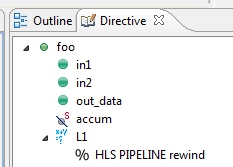 Outline Directive
foo
in1
in2
out_data
accum
L1
% HLS PIPELINE rewind